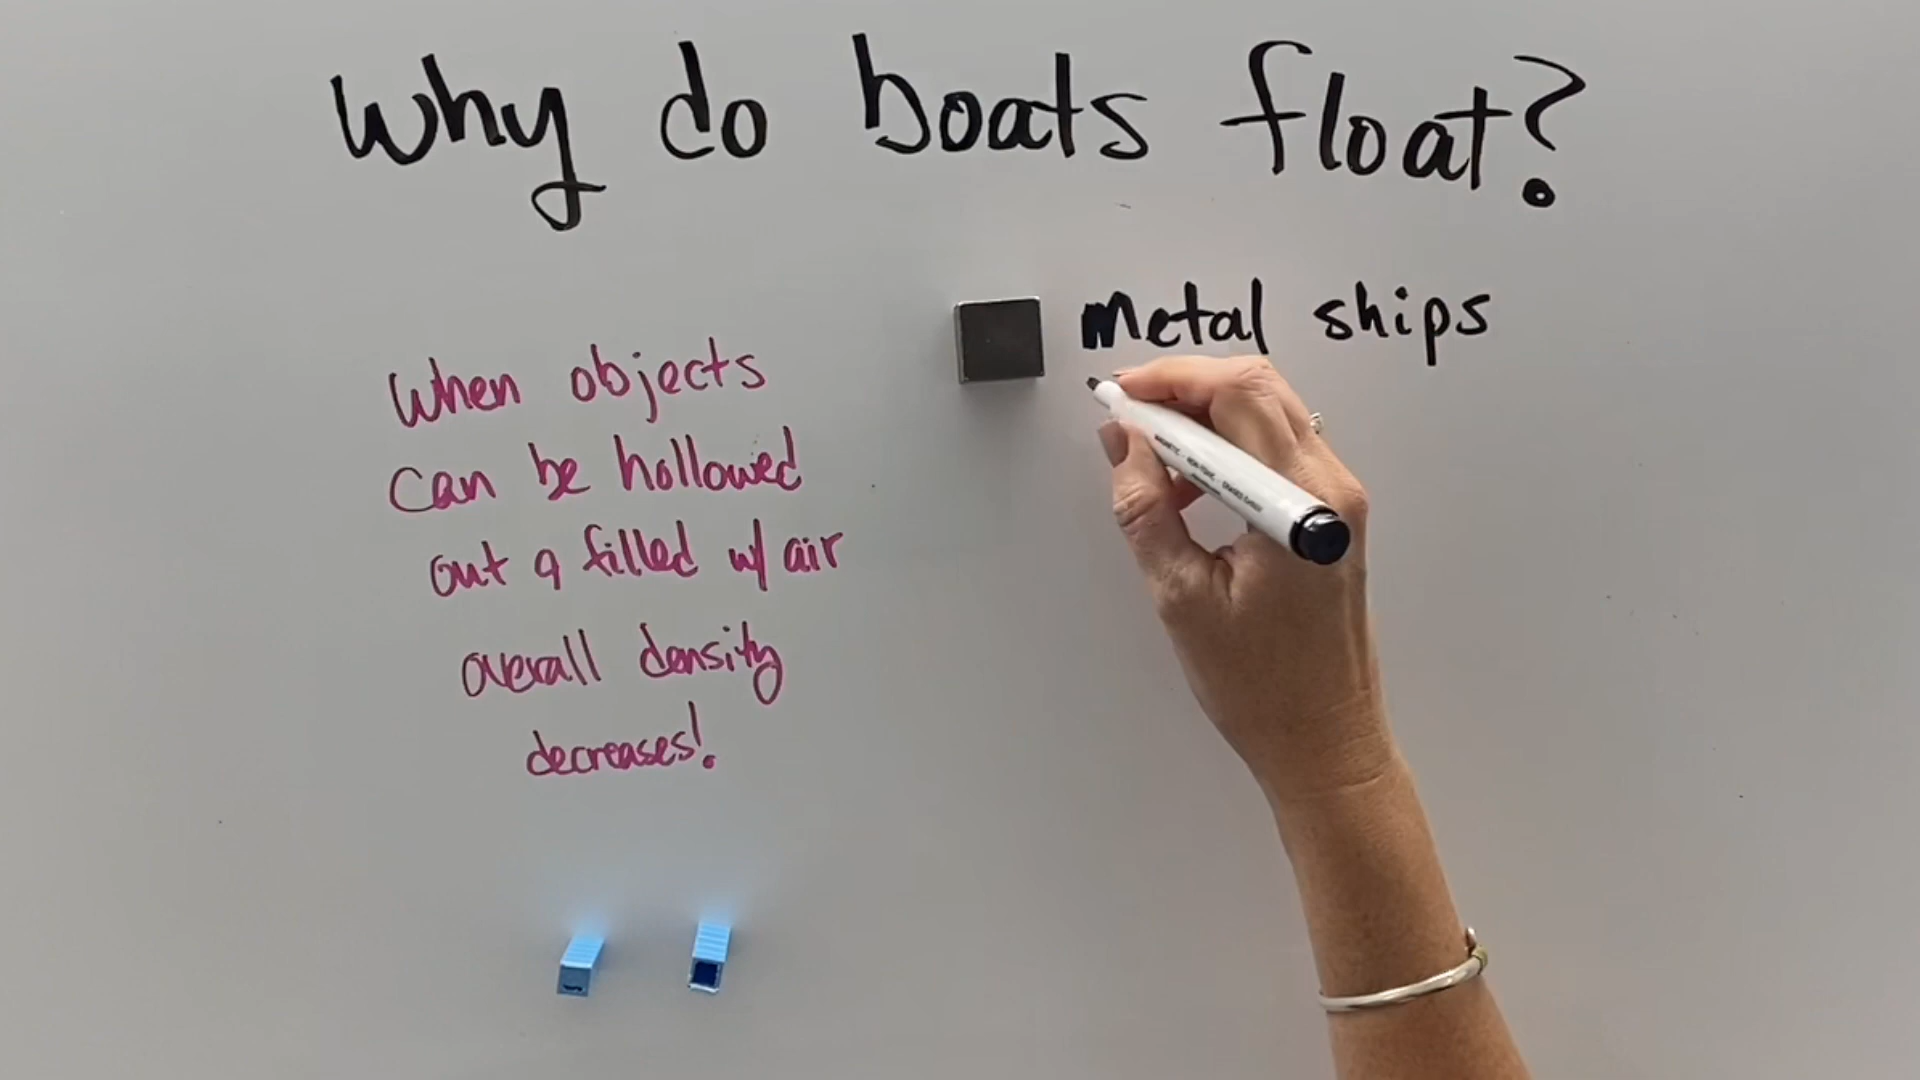 Why do boats float?
When objects
can be hollowed
out & filled w/ air
overall density
decreases!
Metal ships